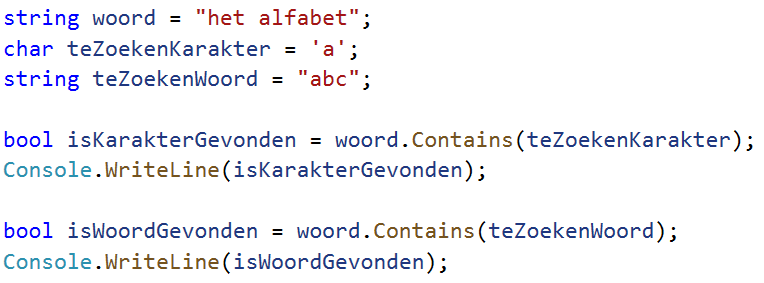 string woord = "het alfabet";
char teZoekenKarakter = 'a';
string teZoekenWoord = "abc";

bool isKarakterGevonden = woord.Contains(teZoekenKarakter);
Console.WriteLine(isKarakterGevonden);

bool isWoordGevonden = woord.Contains(teZoekenWoord);
Console.WriteLine(isWoordGevonden);